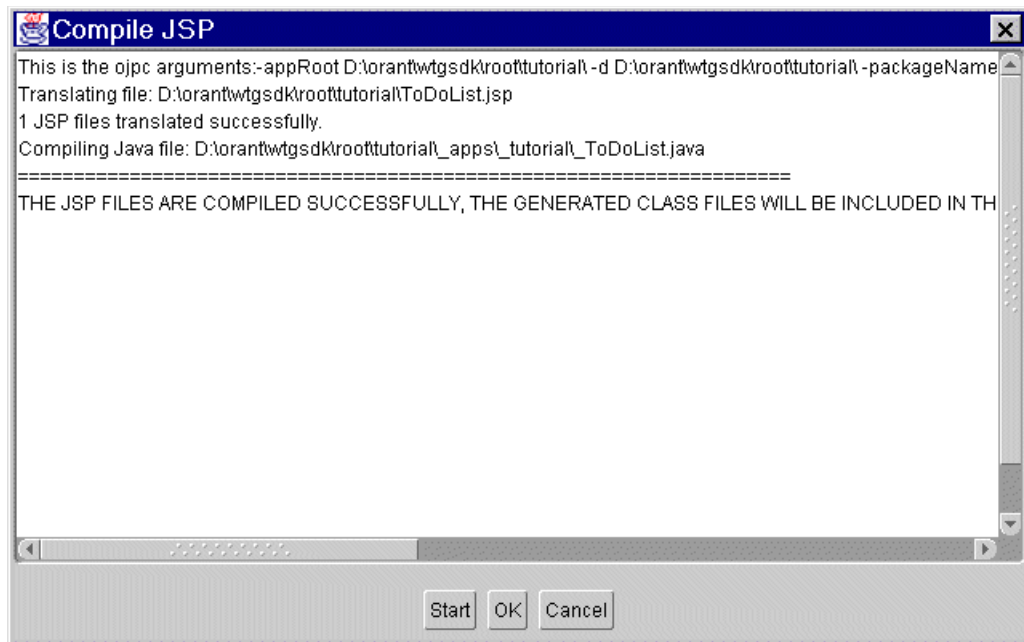 Compile JSP
This is the ojpc arguments:-appRoot D:\orant\wtgsdk\root\tutorial\ -d D:\orant\wtgsdk\root\tutorial\ -packageName
Translating file: D:\orant\wtgsdk\root\tutorial\ToDoList.jsp
1 JSP files translated successfully.
Compiling Java file: D:\orant\wtgsdk\root\tutorial\_apps\_tutorial\_ToDoList.java
=====================================================================
THE JSP FILES ARE COMPILED SUCCESSFULLY, THE GENERATED CLASS FILES WILL BE INCLUDED IN TH
Start OK Cancel